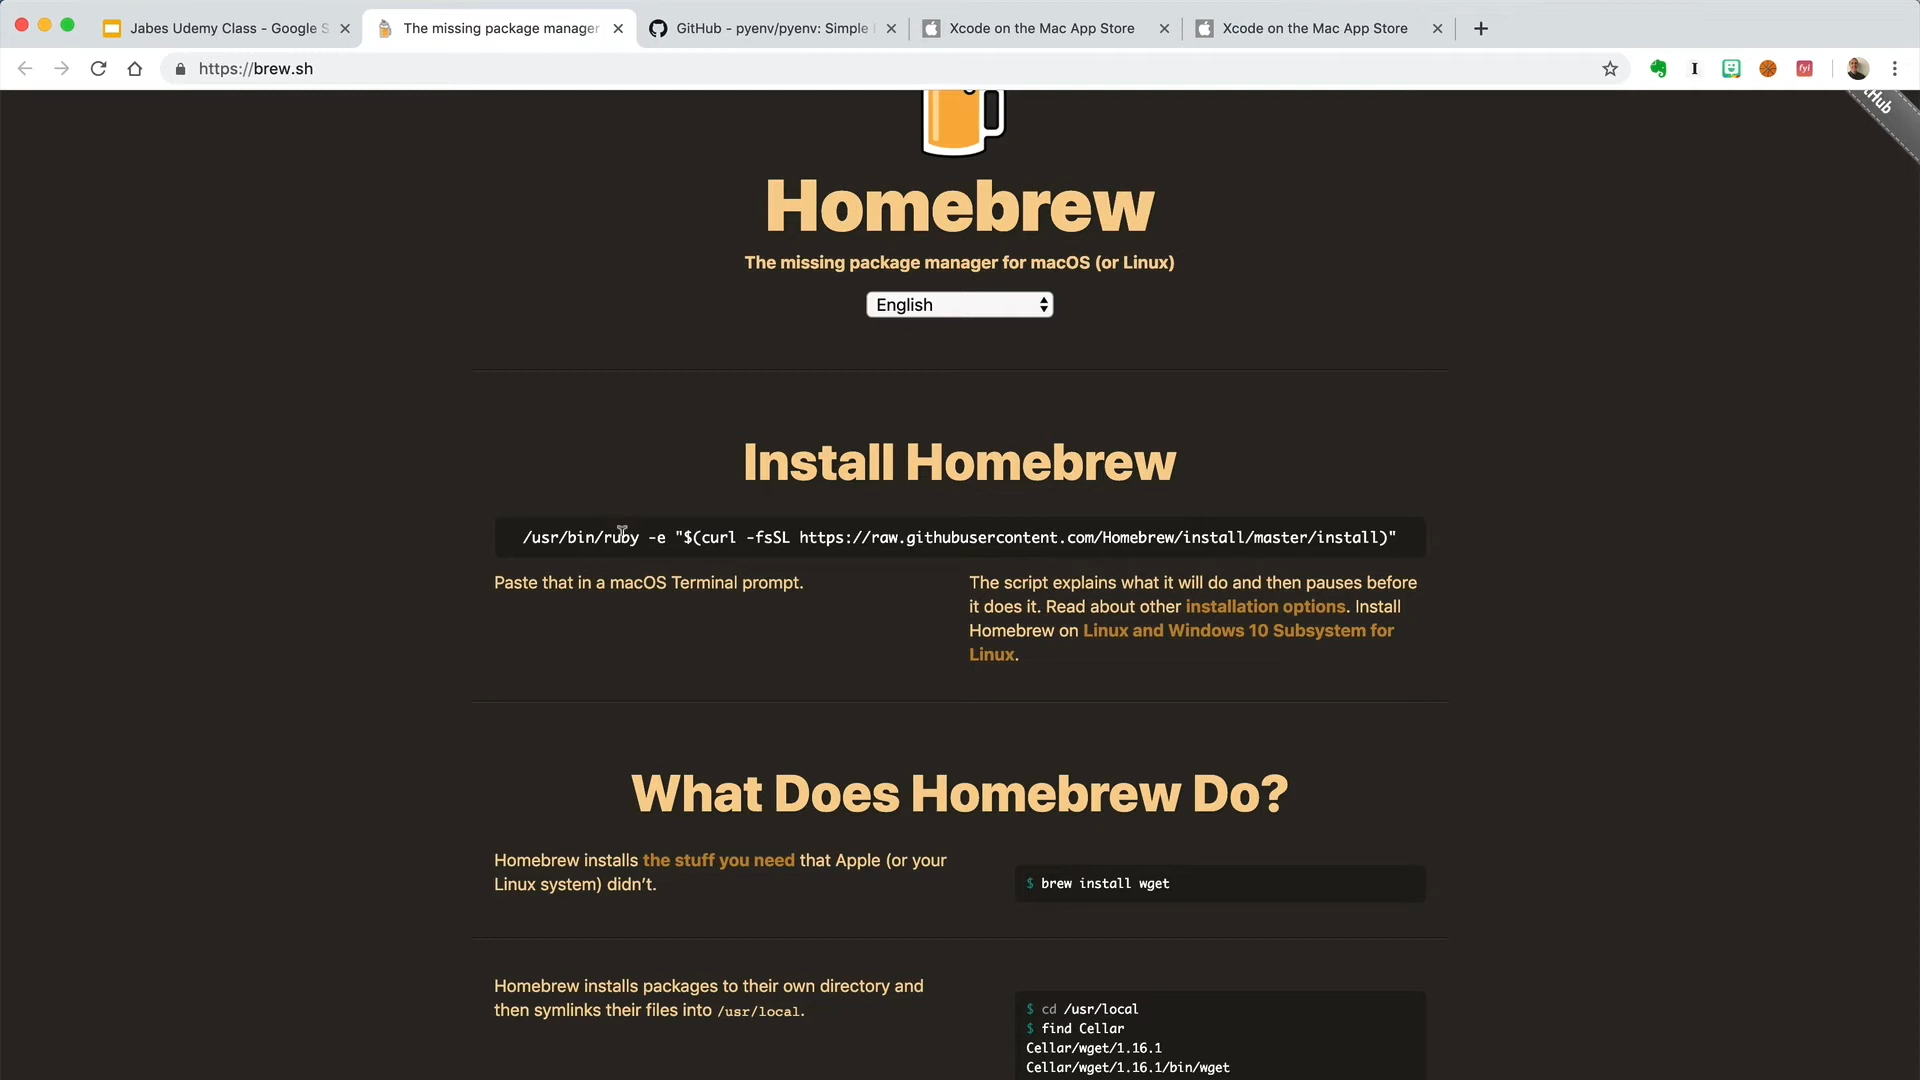 Jabes Udemy Class - Google S
The missing package manager
GitHub - pyenv/pyenv: Simple
Xcode on the Mac App Store
Xcode on the Mac App Store
https://brew.sh
I
fyi
Homebrew
The missing package manager for macOS (or Linux)
English
Install Homebrew
/usr/bin/ruby -e "$(curl -fsSL https://raw.githubusercontent.com/Homebrew/install/master/install)"
Paste that in a macOS Terminal prompt.
The script explains what it will do and then pauses before
it does it. Read about other installation options. Install
Homebrew on Linux and Windows 10 Subsystem for
Linux.
What Does Homebrew Do?
Homebrew installs the stuff you need that Apple (or your
Linux system) didn’t.
$ brew install wget
Homebrew installs packages to their own directory and
then symlinks their files into /usr/local.
$ cd /usr/local
$ find Cellar
Cellar/wget/1.16.1
Cellar/wget/1.16.1/bin/wget